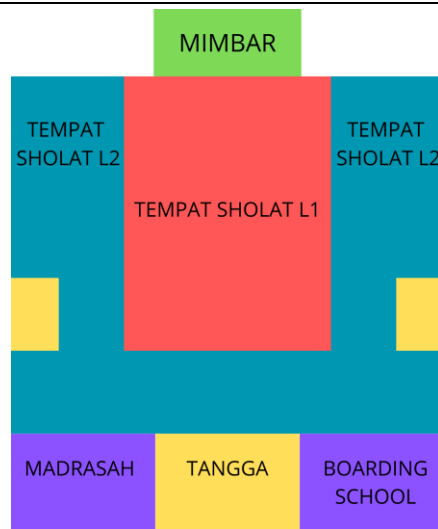 MIMBAR
TEMPAT
SHOLAT L2
TEMPAT
SHOLAT L2
TEMPAT SHOLAT L1
MADRASAH
TANGGA
BOARDING
SCHOOL